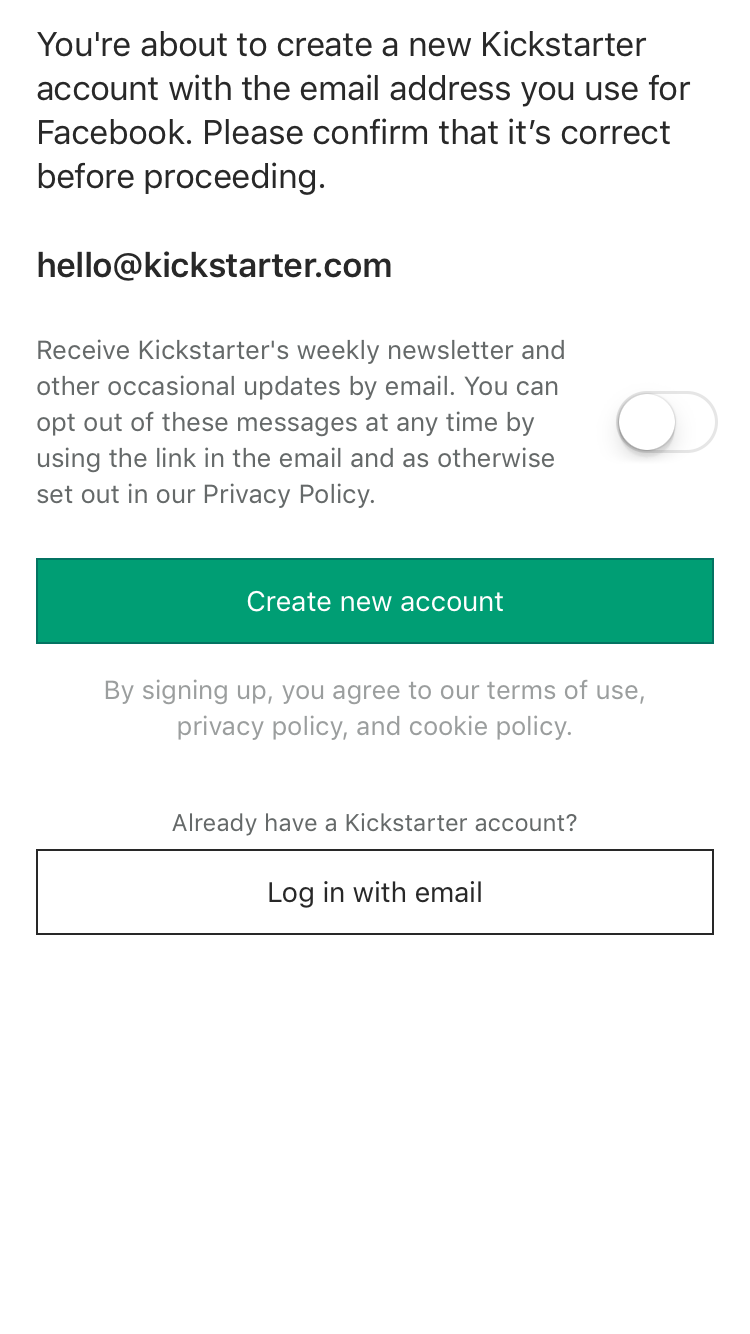 You're about to create a new Kickstarter
account with the email address you use for
Facebook. Please confirm that it’s correct
before proceeding.
hello@kickstarter.com
Receive Kickstarter's weekly newsletter and
other occasional updates by email. You can
opt out of these messages at any time by
using the link in the email and as otherwise
set out in our Privacy Policy.
Create new account
By signing up, you agree to our terms of use,
privacy policy, and cookie policy.
Already have a Kickstarter account?
Log in with email